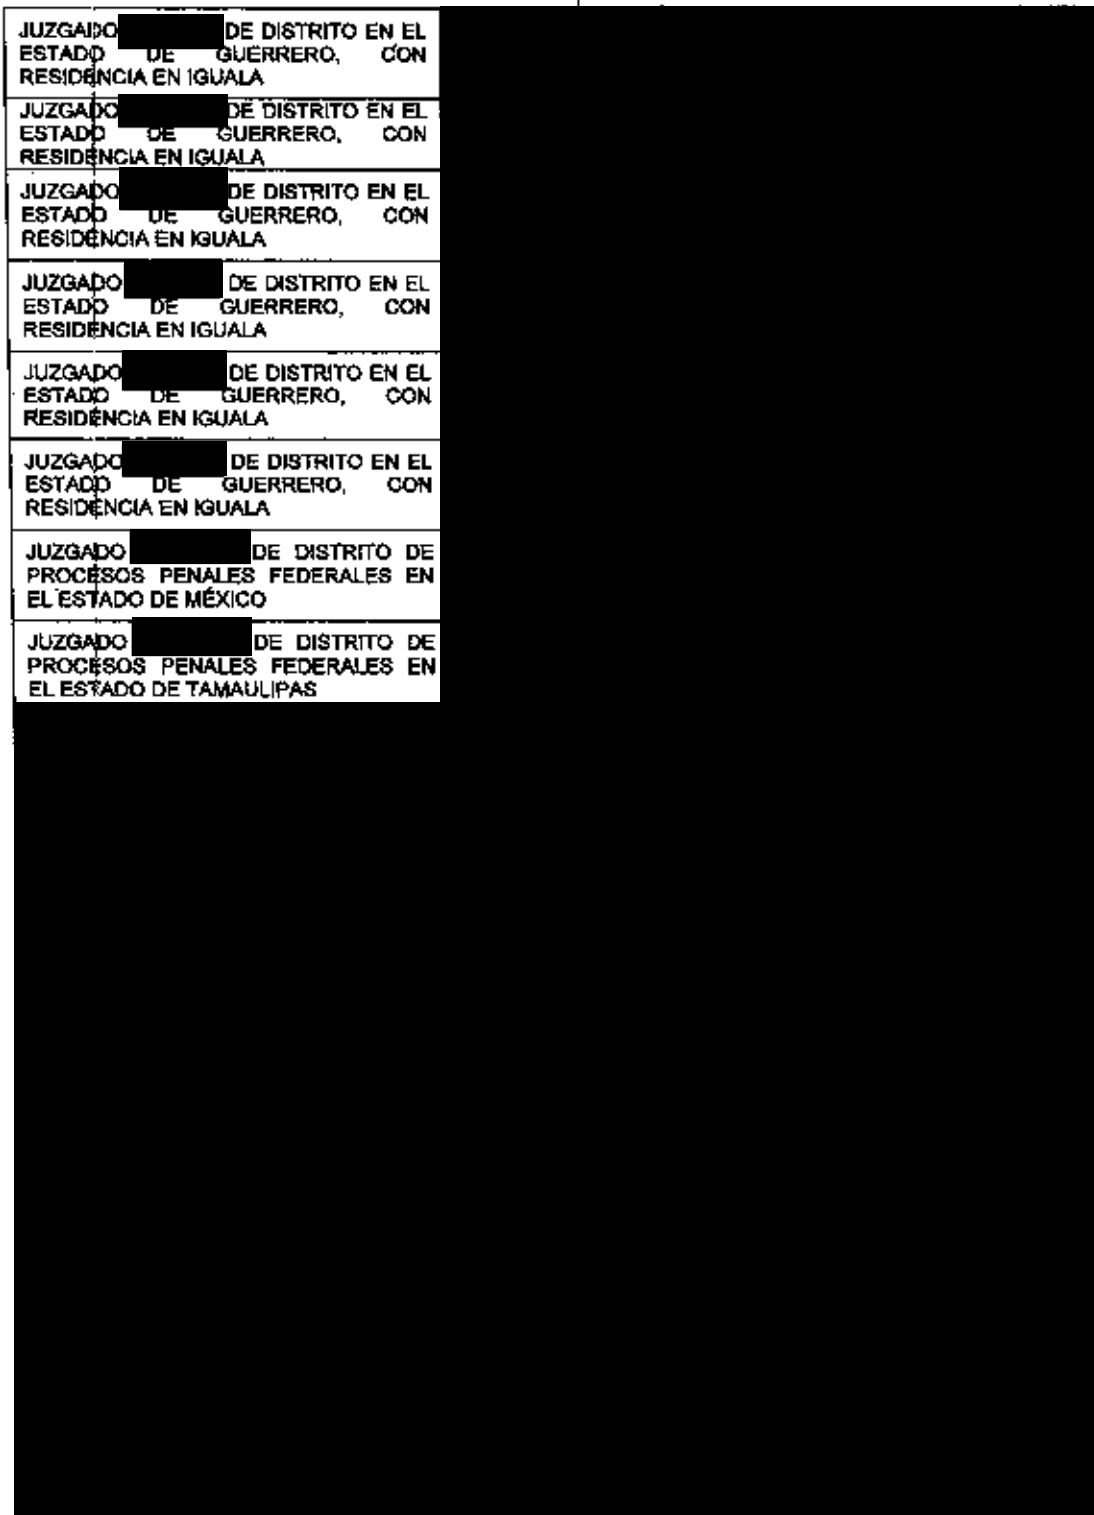 JUZGADO DE DISTRITO EN EL
ESTADO DE GUERRERO, CON
RESIDENCIA EN IGUALA
JUZGADO DE DISTRITO EN EL
ESTADO DE GUERRERO, CON
RESIDENCIA EN IGUALA
JUZGADO DE DISTRITO EN EL
ESTADO DE GUERRERO, CON
RESIDENCIA EN IGUALA
JUZGADO DE DISTRITO EN EL
ESTADO DE GUERRERO, CON
RESIDENCIA EN IGUALA
JUZGADO DE DISTRITO EN EL
ESTADO DE GUERRERO, CON
RESIDENCIA EN IGUALA
JUZGADO DE DISTRITO EN EL
ESTADO DE GUERRERO, CON
RESIDENCIA EN IGUALA
JUZGADO DE DISTRITO DE
PROCESOS PENALES FEDERALES EN
EL ESTADO DE MÉXICO
JUZGADO DE DISTRITO DE
PROCESOS PENALES FEDERALES EN
EL ESTADO DE TAMAULIPAS